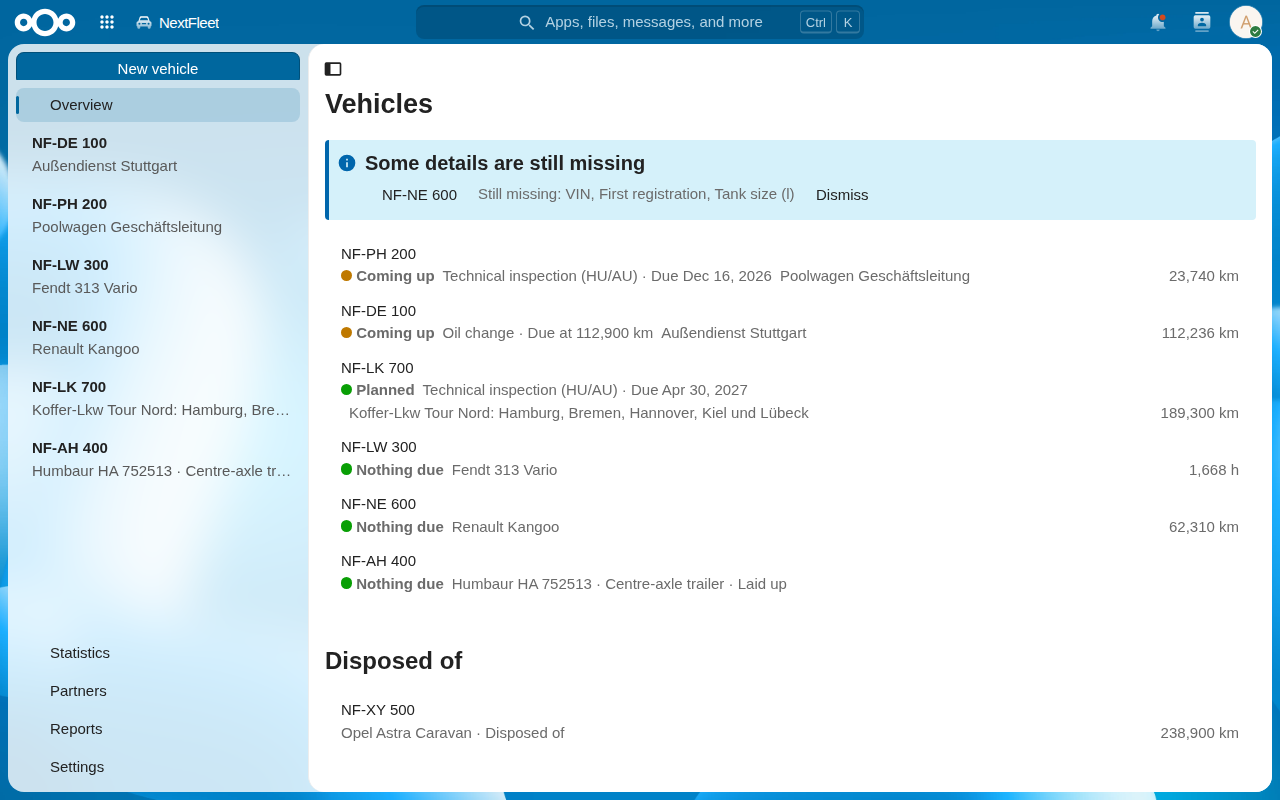 NextFleet
Apps, files, messages, and more
Ctrl
K
A
New vehicle
Overview
NF-DE 100
Außendienst Stuttgart
NF-PH 200
Poolwagen Geschäftsleitung
NF-LW 300
Fendt 313 Vario
NF-NE 600
Renault Kangoo
NF-LK 700
Koffer-Lkw Tour Nord: Hamburg, Bre…
NF-AH 400
Humbaur HA 752513 · Centre-axle tr…
Statistics
Partners
Reports
Settings
Vehicles
Some details are still missing
NF-NE 600 Still missing: VIN, First registration, Tank size (l) Dismiss
NF-PH 200
Coming up Technical inspection (HU/AU) · Due Dec 16, 2026 Poolwagen Geschäftsleitung 23,740 km
NF-DE 100
Coming up Oil change · Due at 112,900 km Außendienst Stuttgart 112,236 km
NF-LK 700
Planned Technical inspection (HU/AU) · Due Apr 30, 2027
Koffer-Lkw Tour Nord: Hamburg, Bremen, Hannover, Kiel und Lübeck 189,300 km
NF-LW 300
Nothing due Fendt 313 Vario 1,668 h
NF-NE 600
Nothing due Renault Kangoo 62,310 km
NF-AH 400
Nothing due Humbaur HA 752513 · Centre-axle trailer · Laid up
Disposed of
NF-XY 500
Opel Astra Caravan · Disposed of 238,900 km